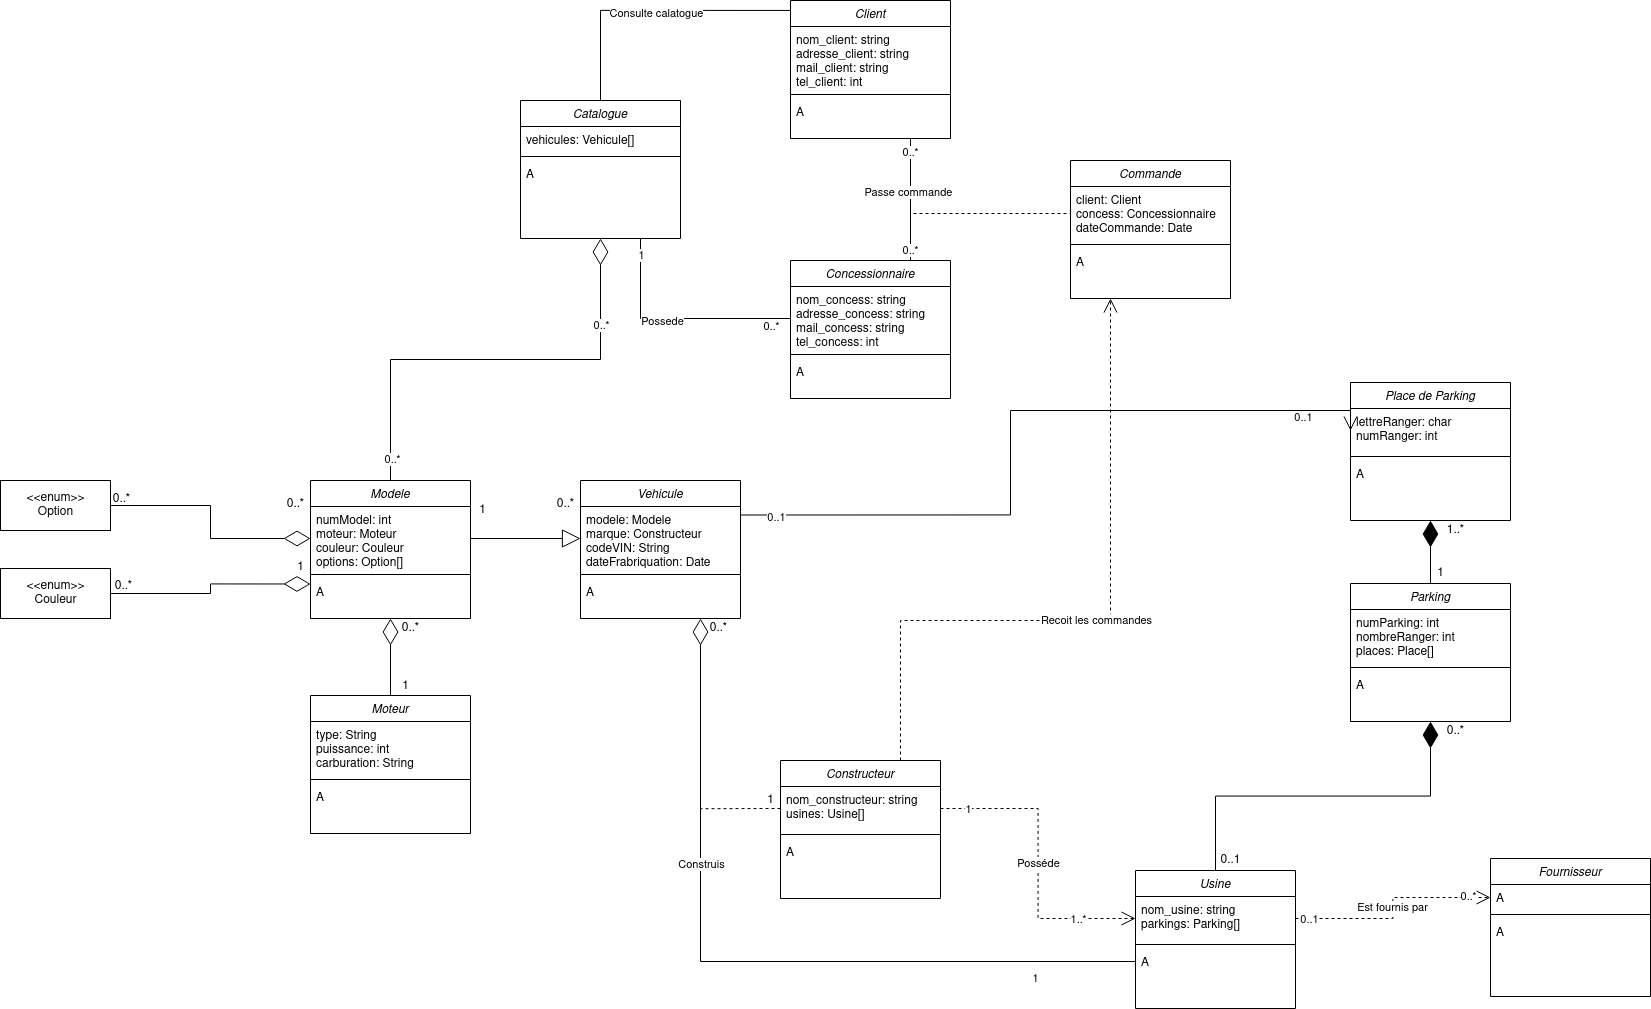 Consulte calatogue
Client
nom_client: string
adresse_client: string
mail_client: string
tel_client: int
A
Catalogue
vehicules: Vehicule[]
A
0..*
Passe commande
0..*
Commande
client: Client
concess: Concessionnaire
dateCommande: Date
A
1
Possede
0..*
0..*
Concessionnaire
nom_concess: string
adresse_concess: string
mail_concess: string
tel_concess: int
A
0..*
0..1
Place de Parking
lettreRanger: char
numRanger: int
A
<<enum>>
Option
0..*
0..*
Modele
numModel: int
moteur: Moteur
couleur: Couleur
options: Option[]
A
1
0..*
Vehicule
modele: Modele
marque: Constructeur
codeVIN: String
dateFrabriquation: Date
A
0..1
1..*
1
<<enum>>
Couleur
0..*
1
0..*
0..*
1
Parking
numParking: int
nombreRanger: int
places: Place[]
A
Recoit les commandes
Moteur
type: String
puissance: int
carburation: String
A
0..*
Constructeur
nom_constructeur: string
usines: Usine[]
A
1
1
Construis
Posséde
1..*
1
0..1
Usine
nom_usine: string
parkings: Parking[]
A
0..1
Est fournis par
0..*
Fournisseur
A
A